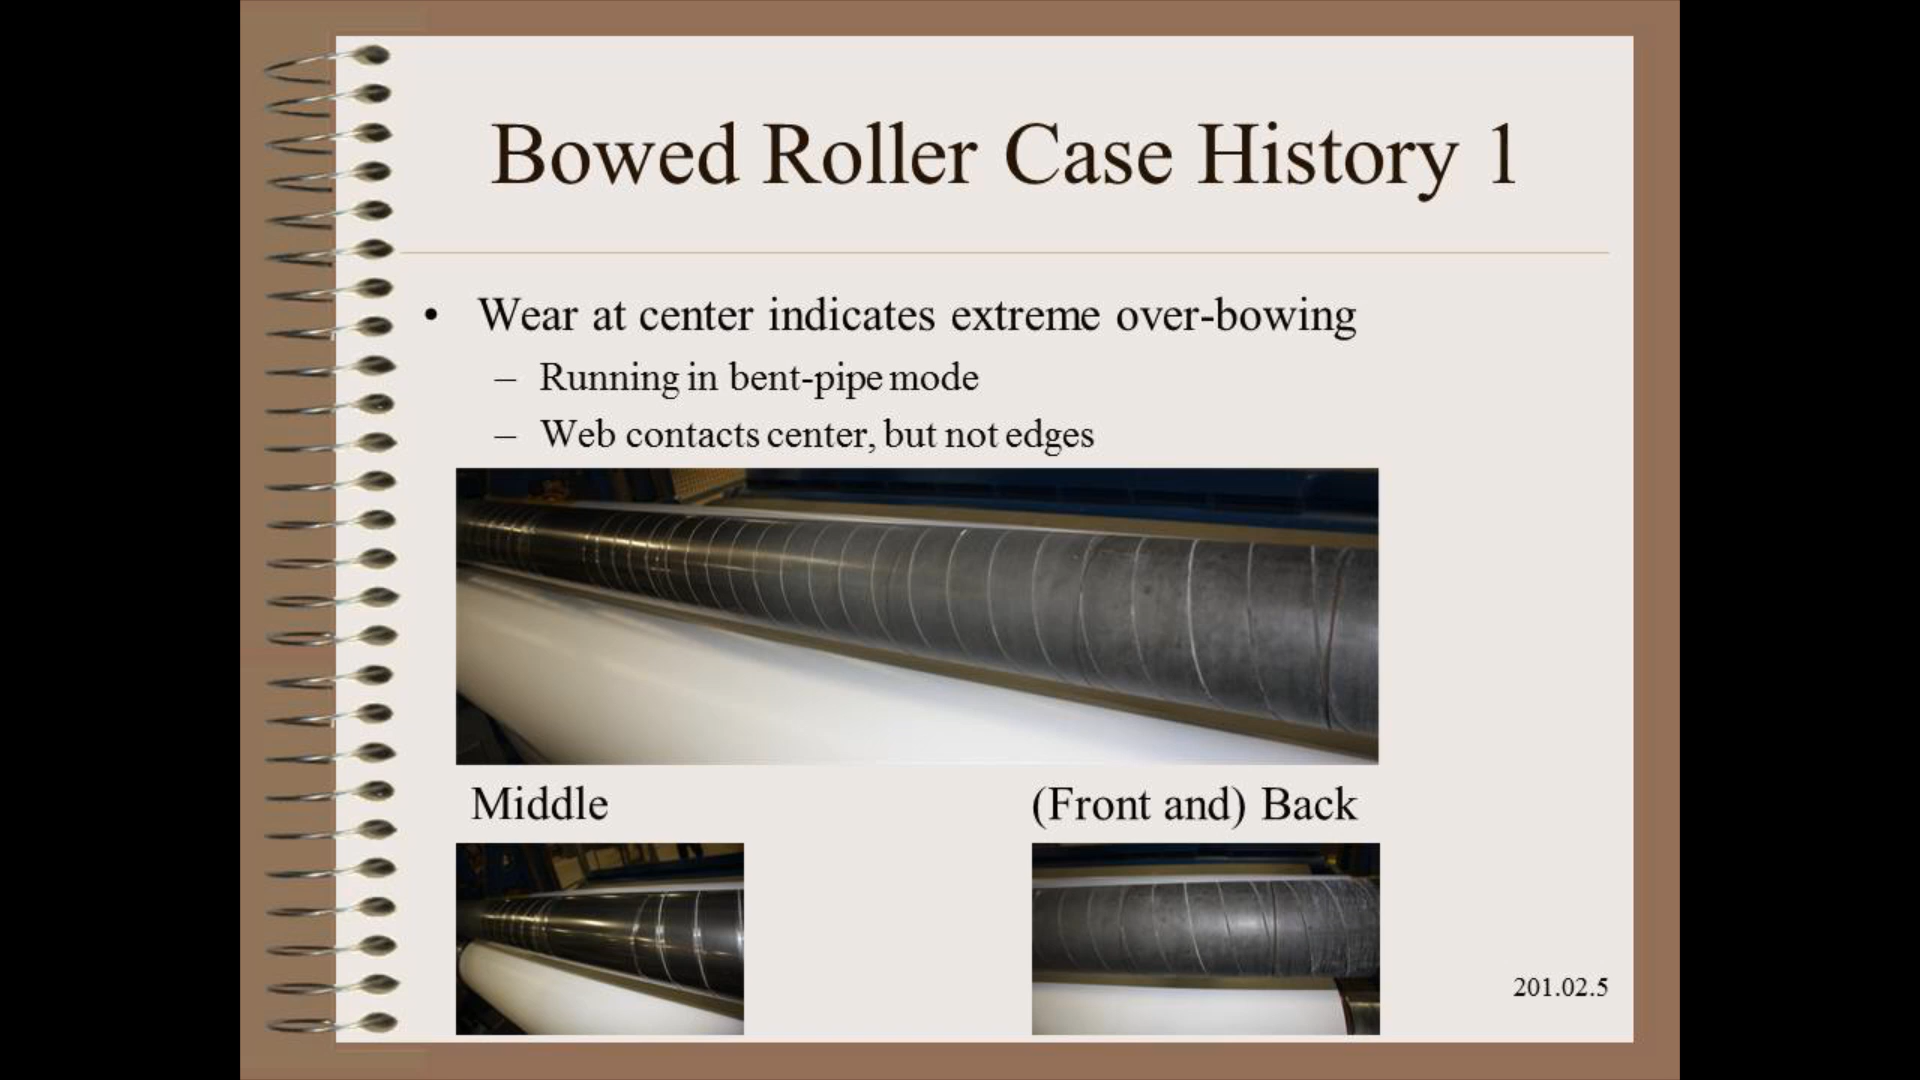 Bowed Roller Case History 1
• Wear at center indicates extreme over-bowing
– Running in bent-pipe mode
– Web contacts center, but not edges
Middle
(Front and) Back
201.02.5